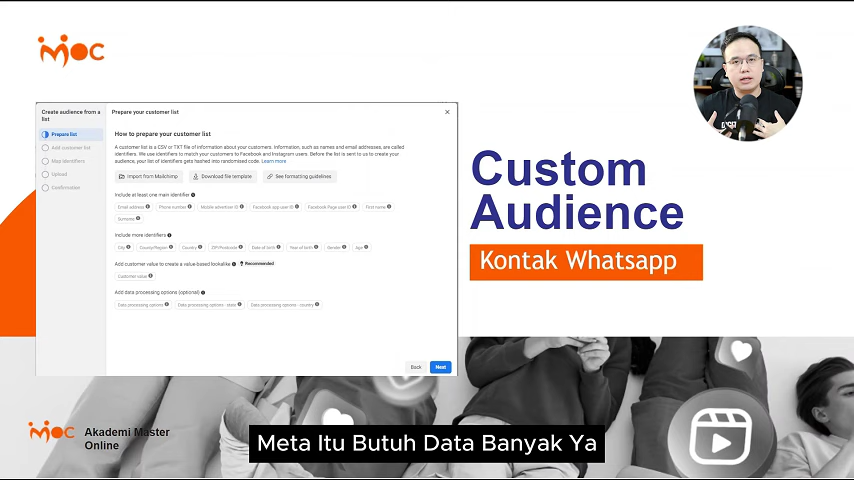 MOC
Create audience from a list
Prepare your customer list
Prepare list
Add customer list
Map identifiers
Upload
Confirmation
How to prepare your customer list
A customer list is a CSV or TXT file of information about your customers. Information, such as names and email addresses, are called
identifiers. We use identifiers to match your customers to Facebook and Instagram users. Before the list is sent to us to create your
audience, your list of identifiers gets hashed into randomised code. Learn more
Import from Mailchimp
Download file template
See formatting guidelines
Include at least one main identifier
Email address
Phone number
Mobile advertiser ID
Facebook app user ID
Facebook Page user ID
First name
Surname
Include more identifiers
City
County/Region
Country
ZIP/Postcode
Date of birth
Year of birth
Gender
Age
Add customer value to create a value-based lookalike
Recommended
Customer value
Add data processing options (optional)
Data processing options
Data processing options - state
Data processing options - country
Back
Next
Custom
Audience
Kontak Whatsapp
MOC
Akademi Master
Online
Meta Itu Butuh Data Banyak Ya